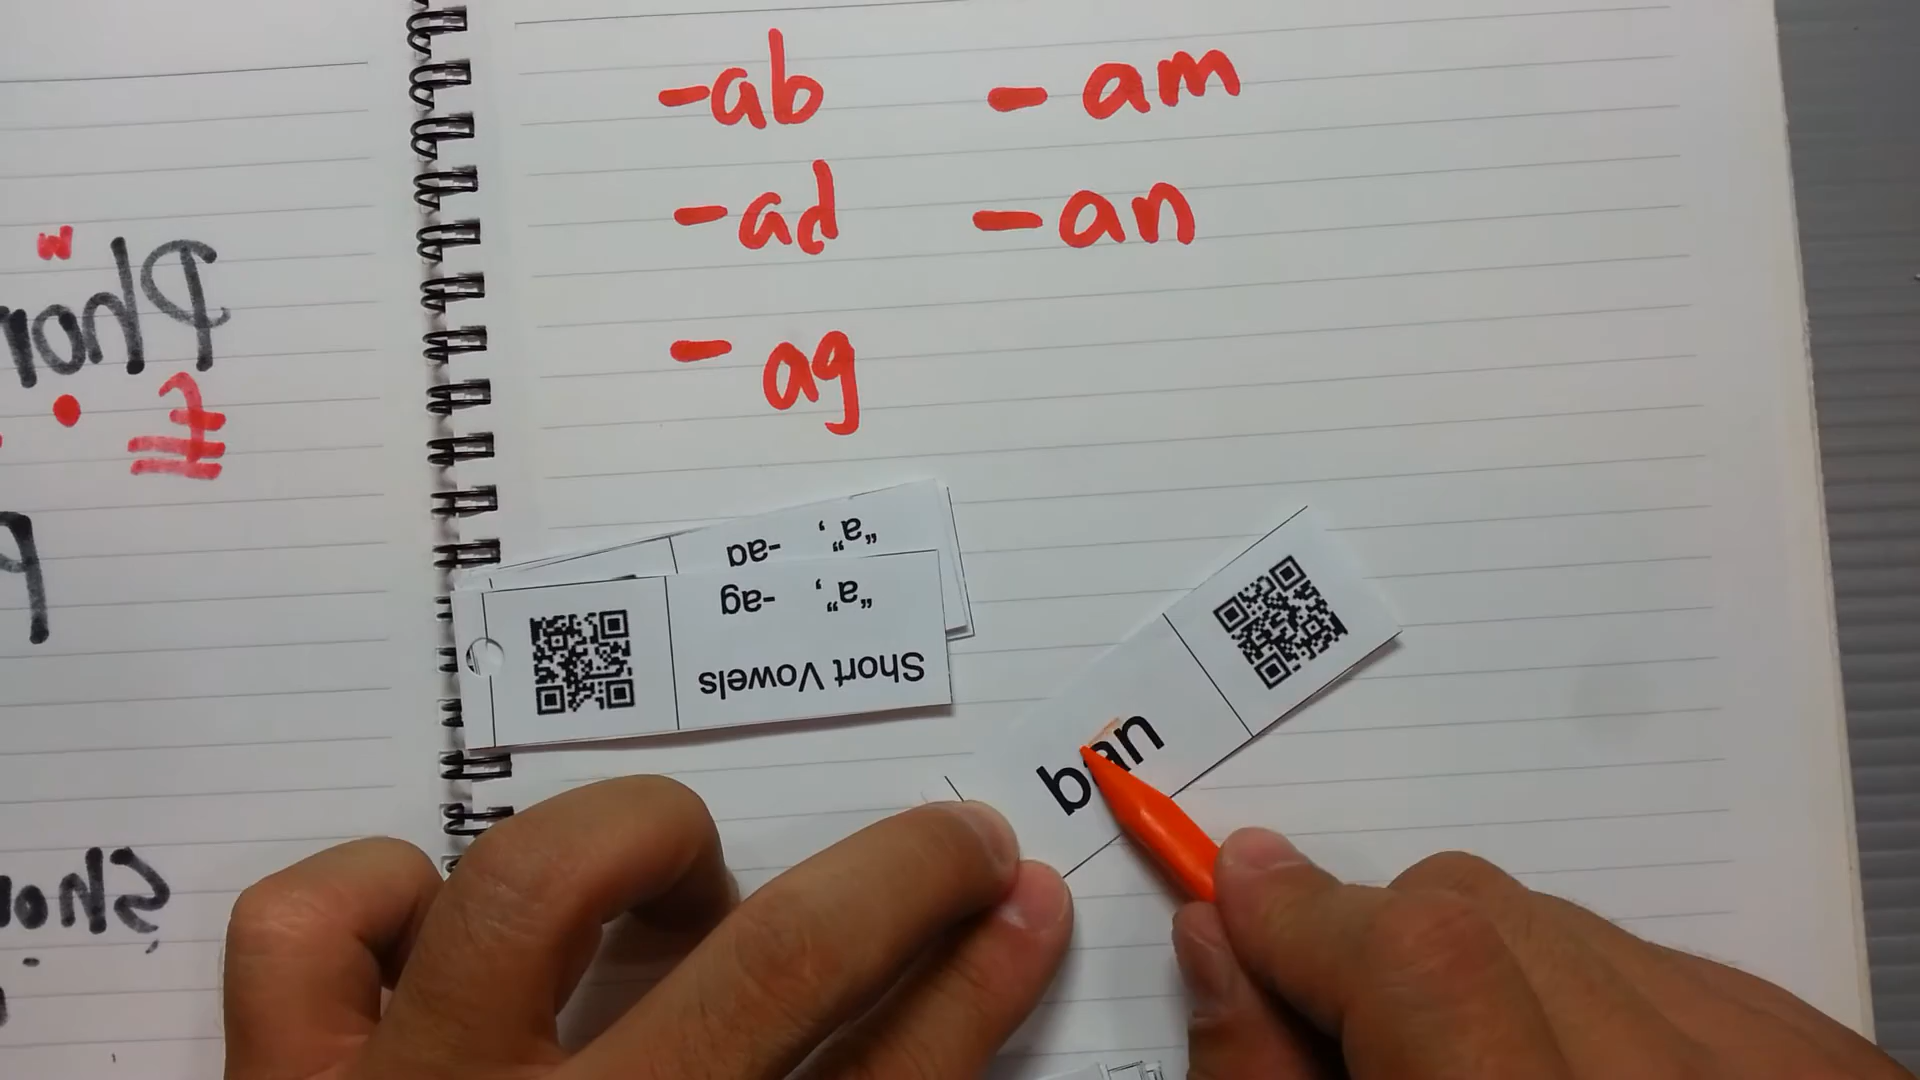 -ab - am
-ad - an
- ag
"a", -ad
"a", -ag
Short Vowels
ban